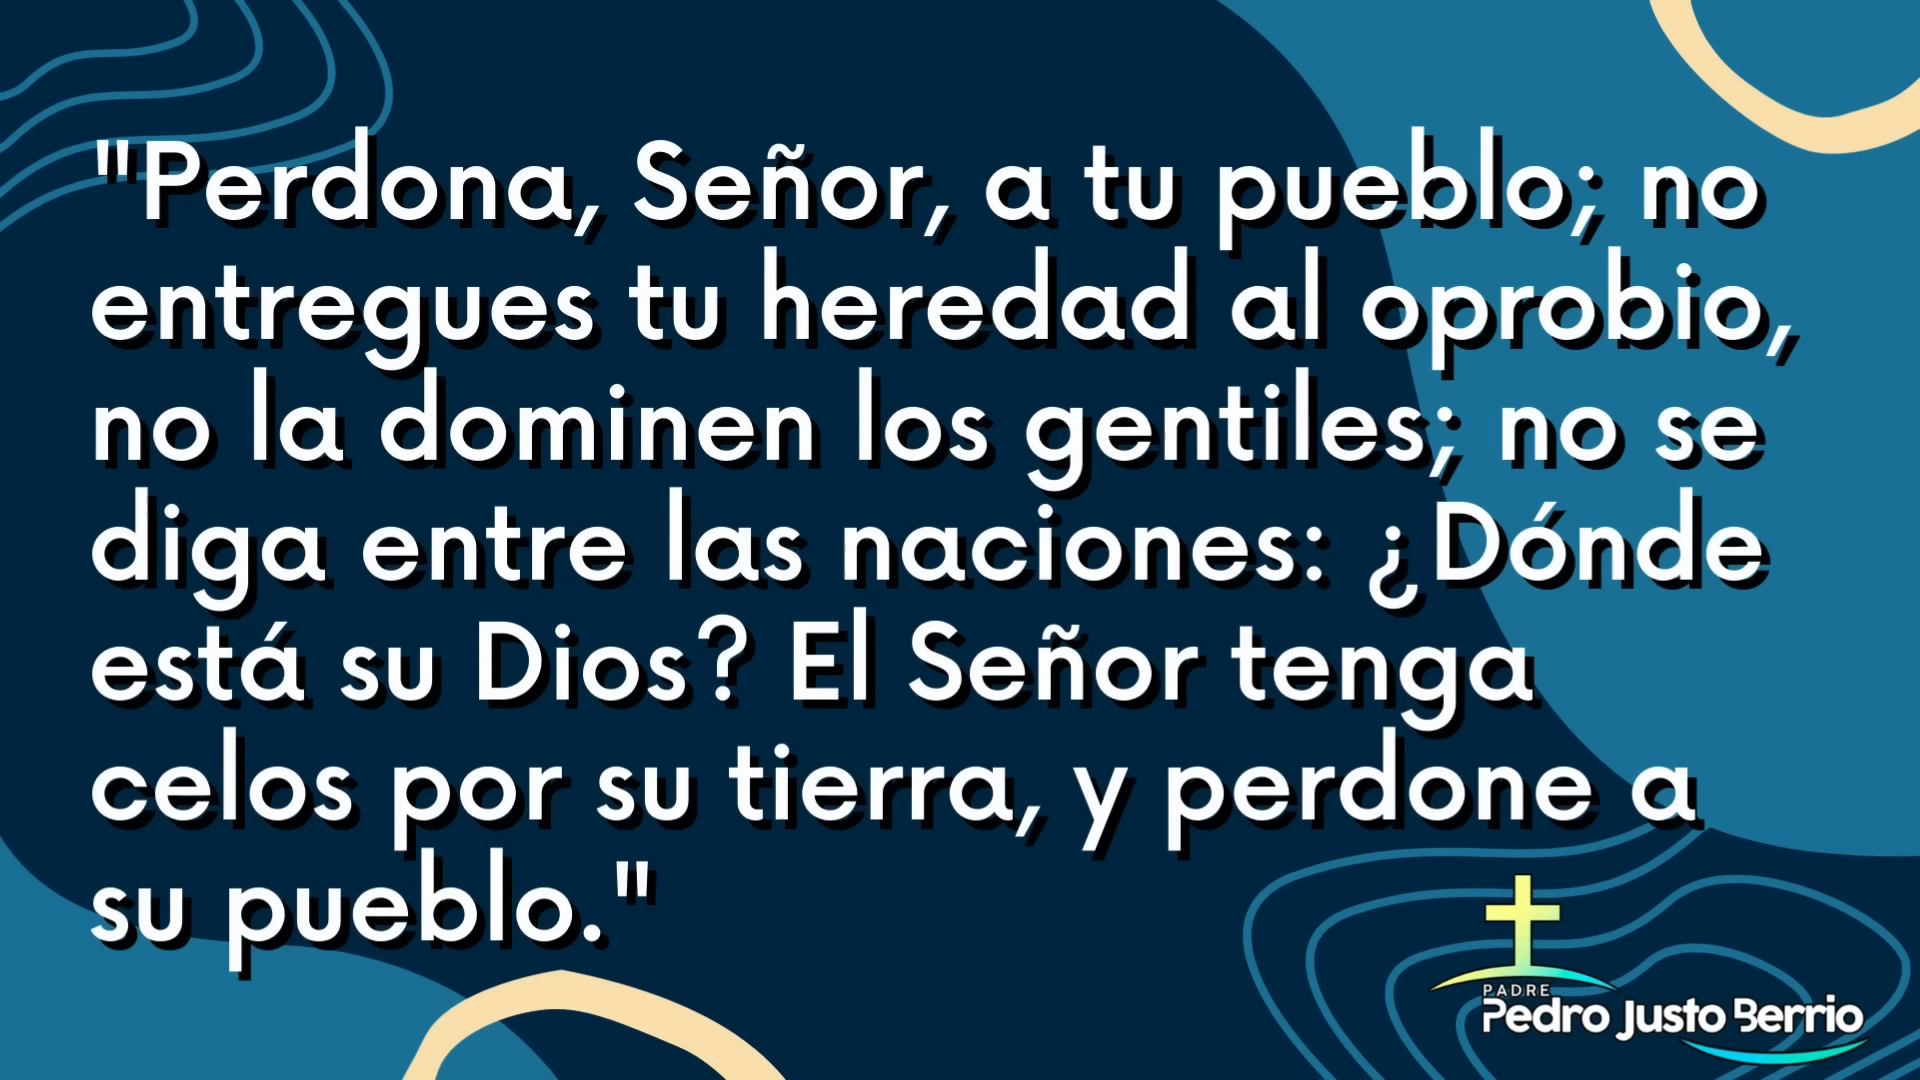 "Perdona, Señor, a tu pueblo; no
entregues tu heredad al oprobio,
no la dominen los gentiles; no se
diga entre las naciones: ¿Dónde
está su Dios? El Señor tenga
celos por su tierra, y perdone a
su pueblo."
PADRE
Pedro Justo Berrio